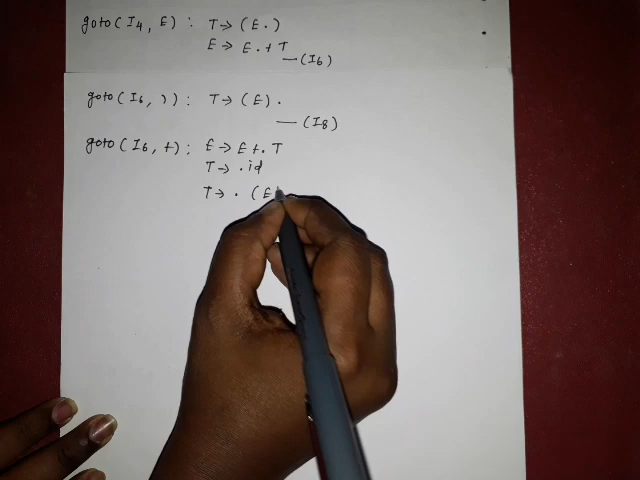 goto(I4, E) : T → (E.)
E → E.+T
—(I6)
goto(I6, )) : T → (E).
—(I8)
goto(I6, +) : E → E+.T
T → .id
T → .(E